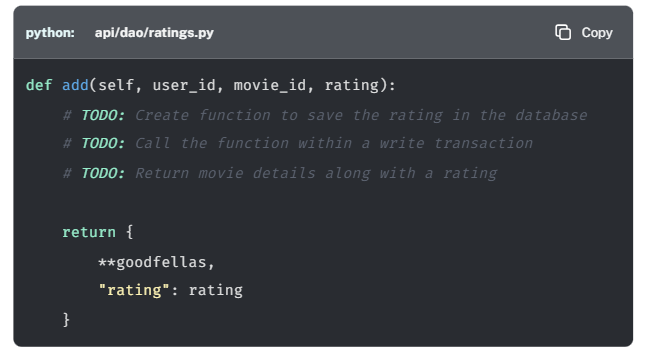 python: api/dao/ratings.py Copy
def add(self, user_id, movie_id, rating):
    # TODO: Create function to save the rating in the database
    # TODO: Call the function within a write transaction
    # TODO: Return movie details along with a rating

    return {
        **goodfellas,
        "rating": rating
    }